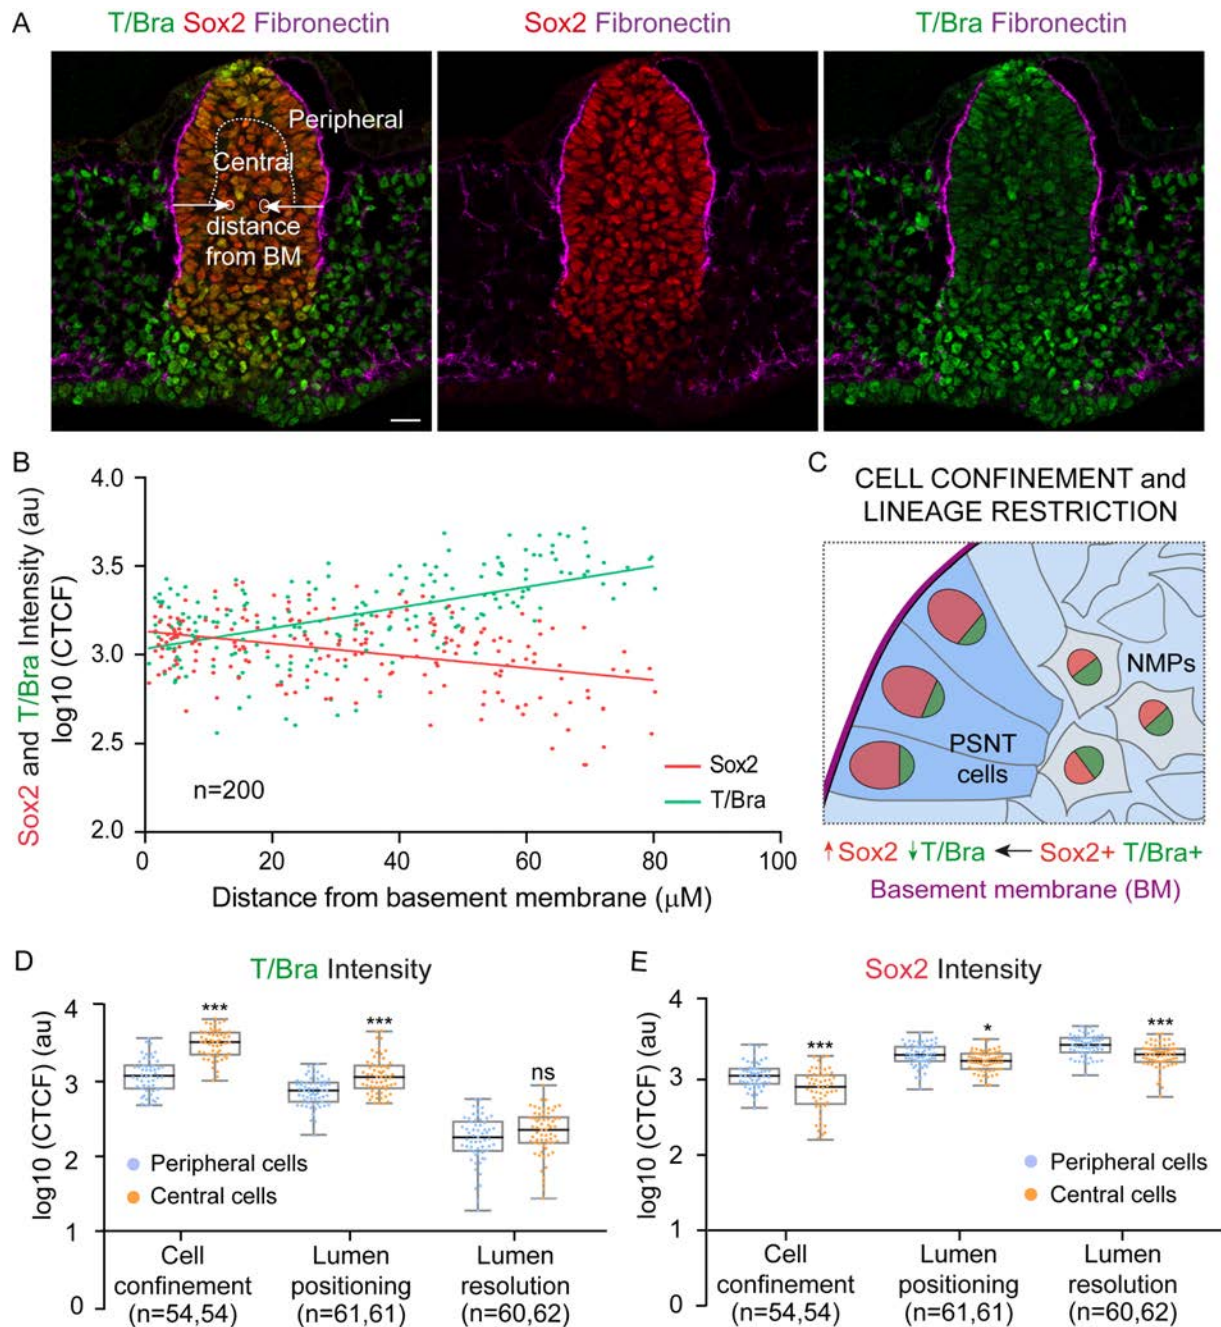 A
T/Bra Sox2 Fibronectin
Sox2 Fibronectin
T/Bra Fibronectin
Peripheral
Central
distance
from BM
B
Sox2 and T/Bra Intensity (au)
log10 (CTCF)
4.0
3.5
3.0
2.5
2.0
n=200
Sox2
T/Bra
0
20
40
60
80
100
Distance from basement membrane (µM)
C
CELL CONFINEMENT and
LINEAGE RESTRICTION
NMPs
PSNT
cells
↑Sox2 ↓T/Bra ← Sox2+ T/Bra+
Basement membrane (BM)
D
T/Bra Intensity
log10 (CTCF) (au)
4
3
2
1
0
***
***
ns
Peripheral cells
Central cells
Cell
confinement
(n=54,54)
Lumen
positioning
(n=61,61)
Lumen
resolution
(n=60,62)
E
Sox2 Intensity
log10 (CTCF) (au)
4
3
2
1
0
***
*
***
Peripheral cells
Central cells
Cell
confinement
(n=54,54)
Lumen
positioning
(n=61,61)
Lumen
resolution
(n=60,62)